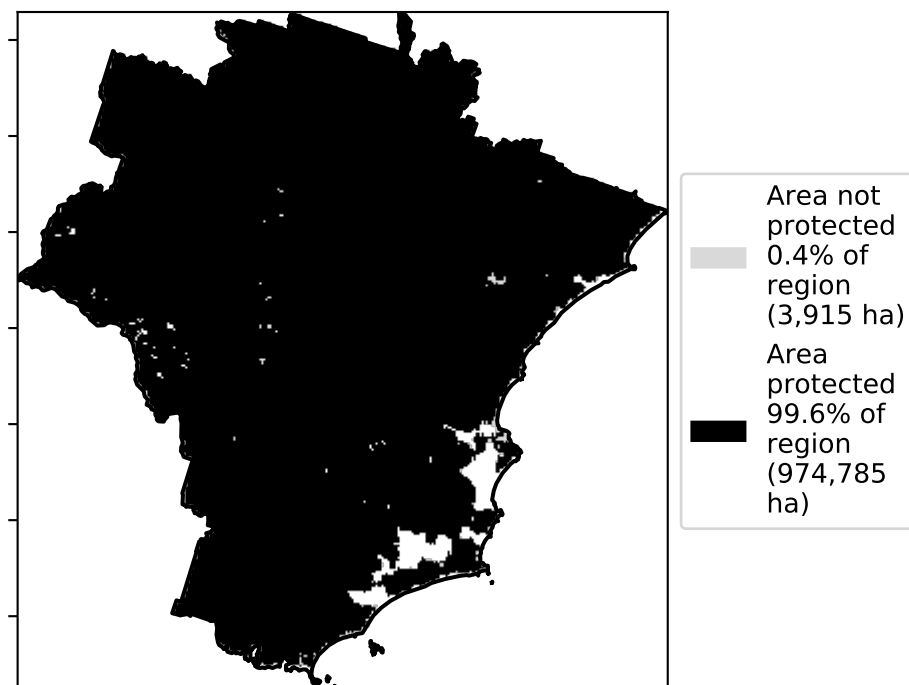 Area not
protected
0.4% of
region
(3,915 ha)
Area
protected
99.6% of
region
(974,785
ha)